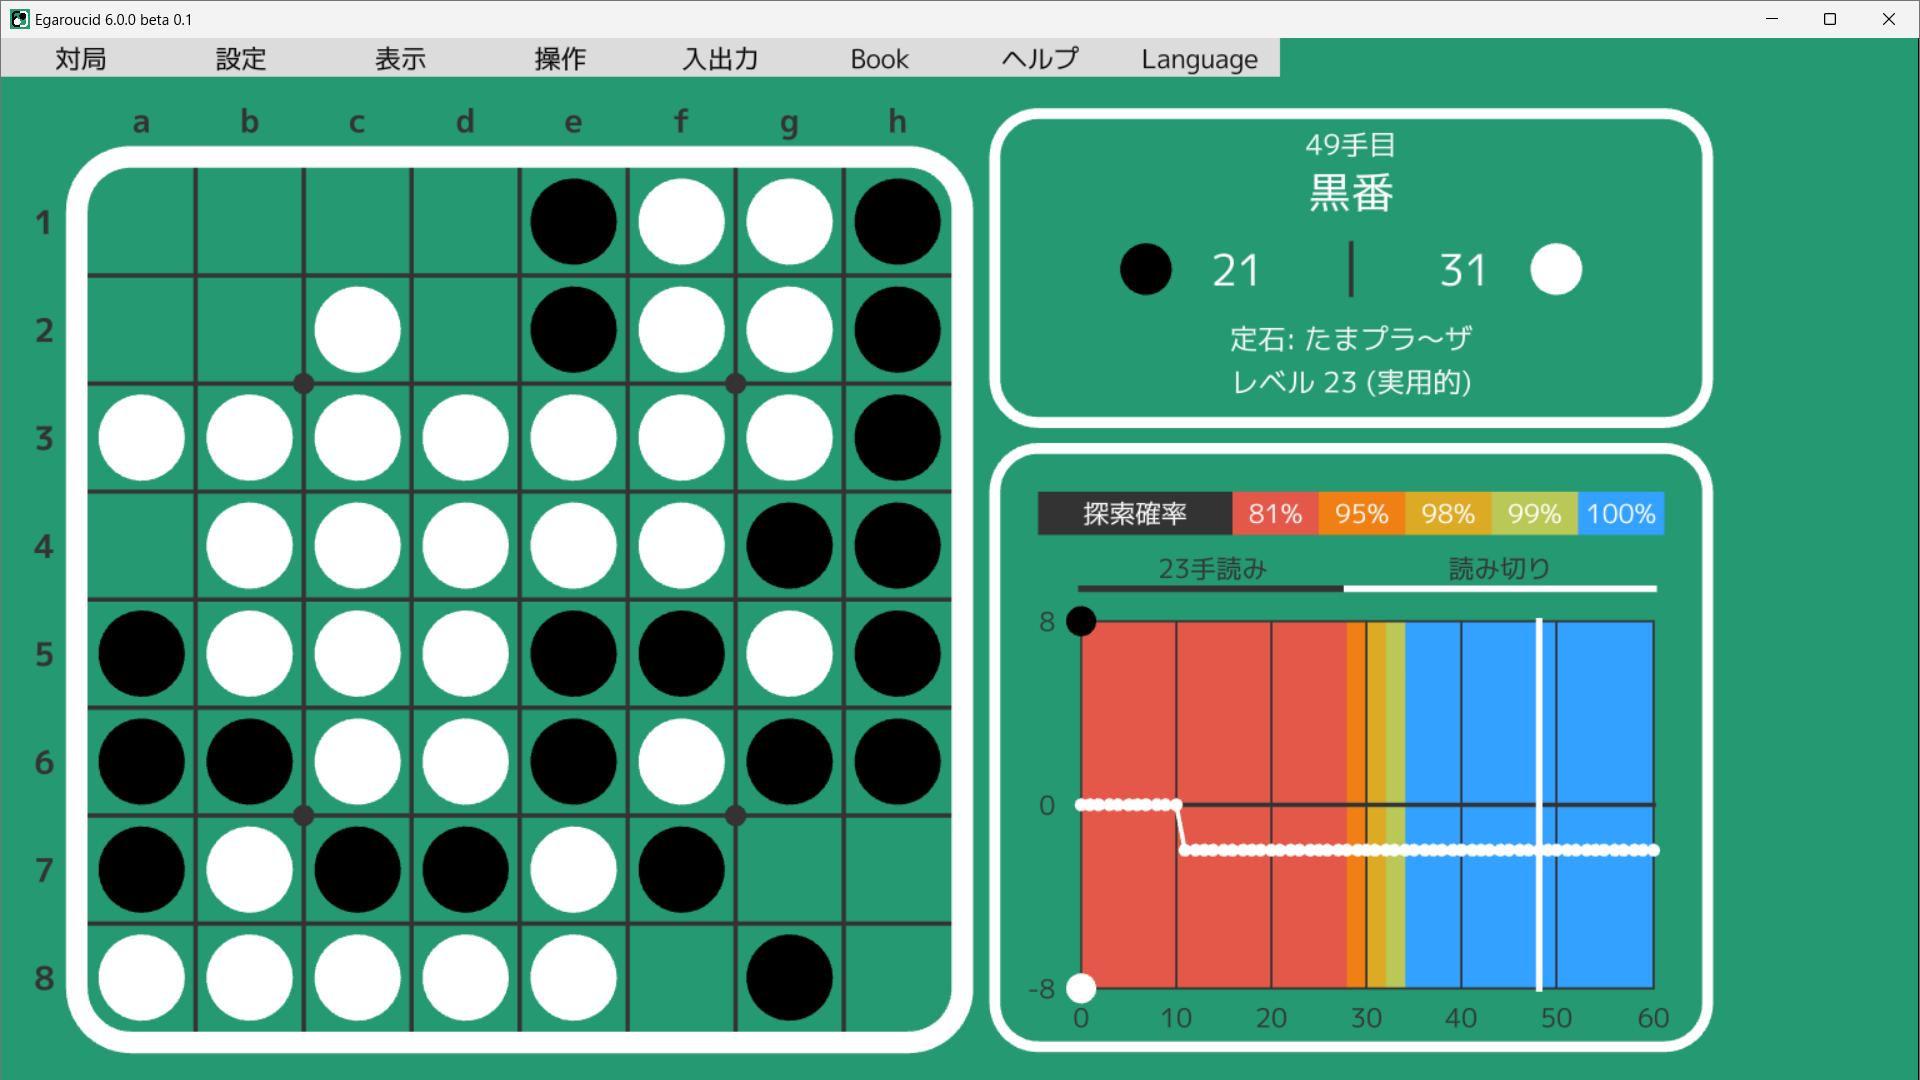 Egaroucid 6.0.0 beta 0.1
対局 設定 表示 操作 入出力 Book ヘルプ Language
a b c d e f g h
1
2
3
4
5
6
7
8
49手目
黒番
21 31
定石: たまプラ～ザ
レベル 23 (実用的)
探索確率 81% 95% 98% 99% 100%
23手読み 読み切り
8
0
-8
0 10 20 30 40 50 60